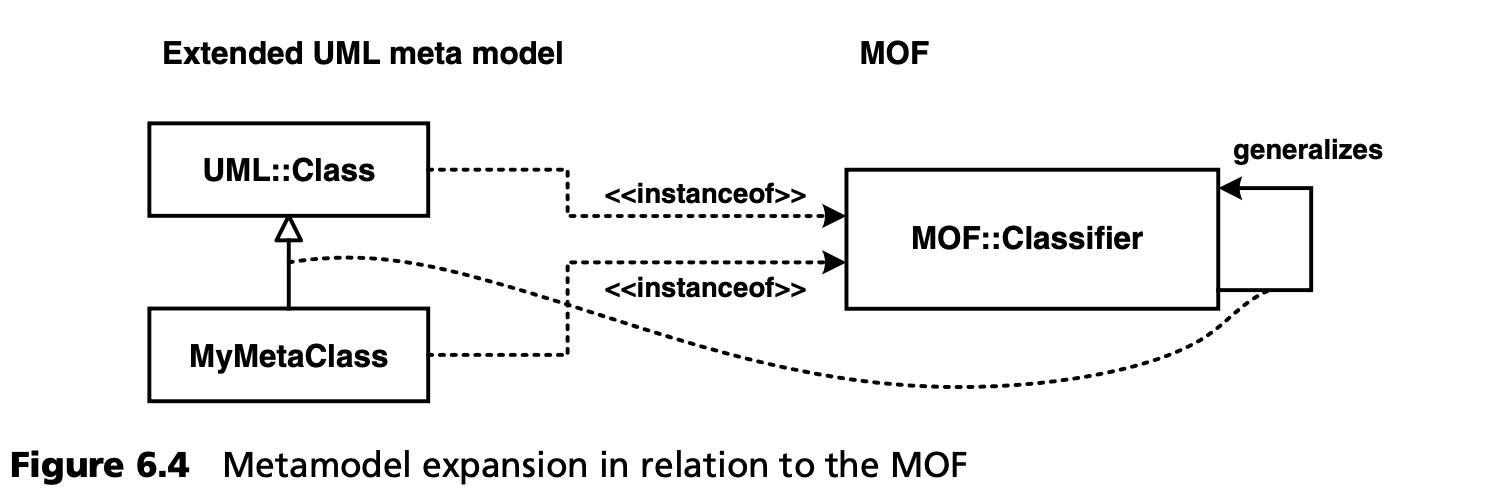 Extended UML meta model
MOF
UML::Class
generalizes
<<instanceof>>
MOF::Classifier
<<instanceof>>
MyMetaClass
Figure 6.4 Metamodel expansion in relation to the MOF